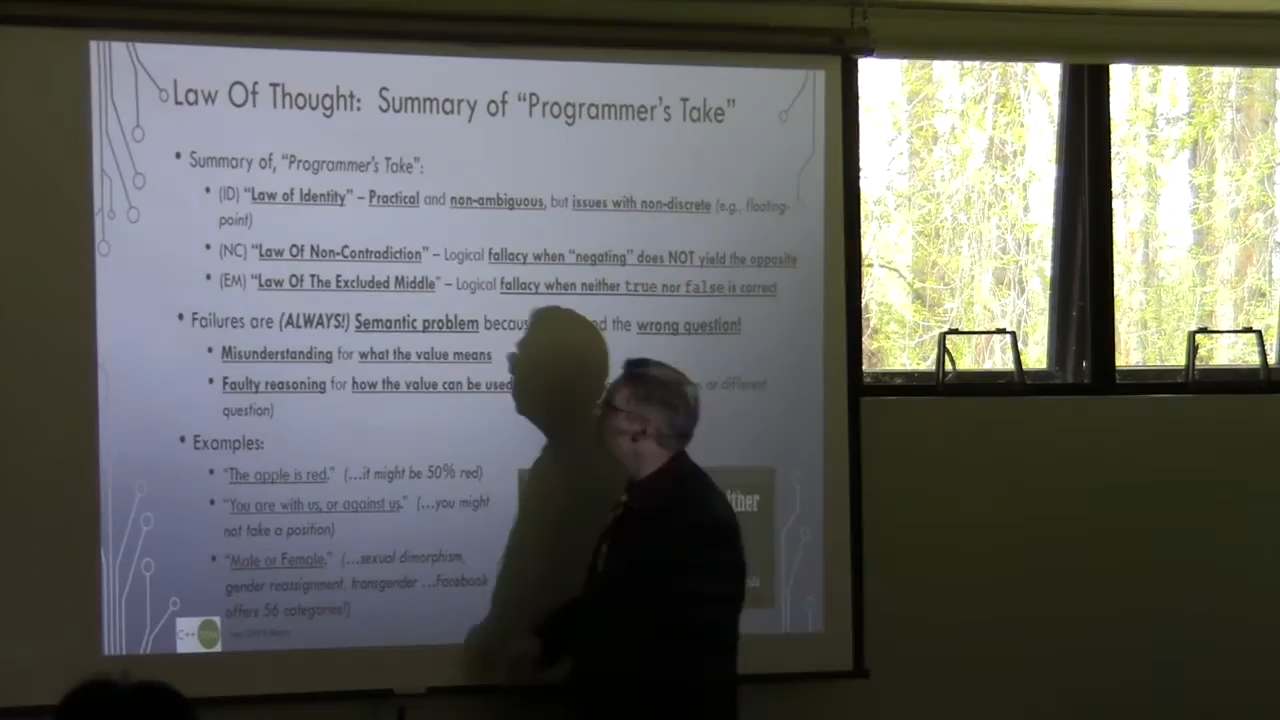 Law Of Thought: Summary of “Programmer’s Take”
• Summary of, “Programmer’s Take”:
• (ID) “Law of Identity” – Practical and non-ambiguous, but issues with non-discrete (e.g., floating-
point)
• (NC) “Law Of Non-Contradiction” – Logical fallacy when “negating” does NOT yield the opposite
• (EM) “Law Of The Excluded Middle” – Logical fallacy when neither true nor false is correct
• Failures are (ALWAYS!) Semantic problem the wrong question!
• Misunderstanding for what the value means
• Faulty reasoning for how the value can be used or different
question)
• Examples:
• “The apple is red.” (...it might be 50% red)
• “You are with us, or against us.” (...you might
not take a position)
• “Male or Female.” (...sexual dimorphism,
gender reassignment, transgender ...Facebook
offers 56 categories!)
C++